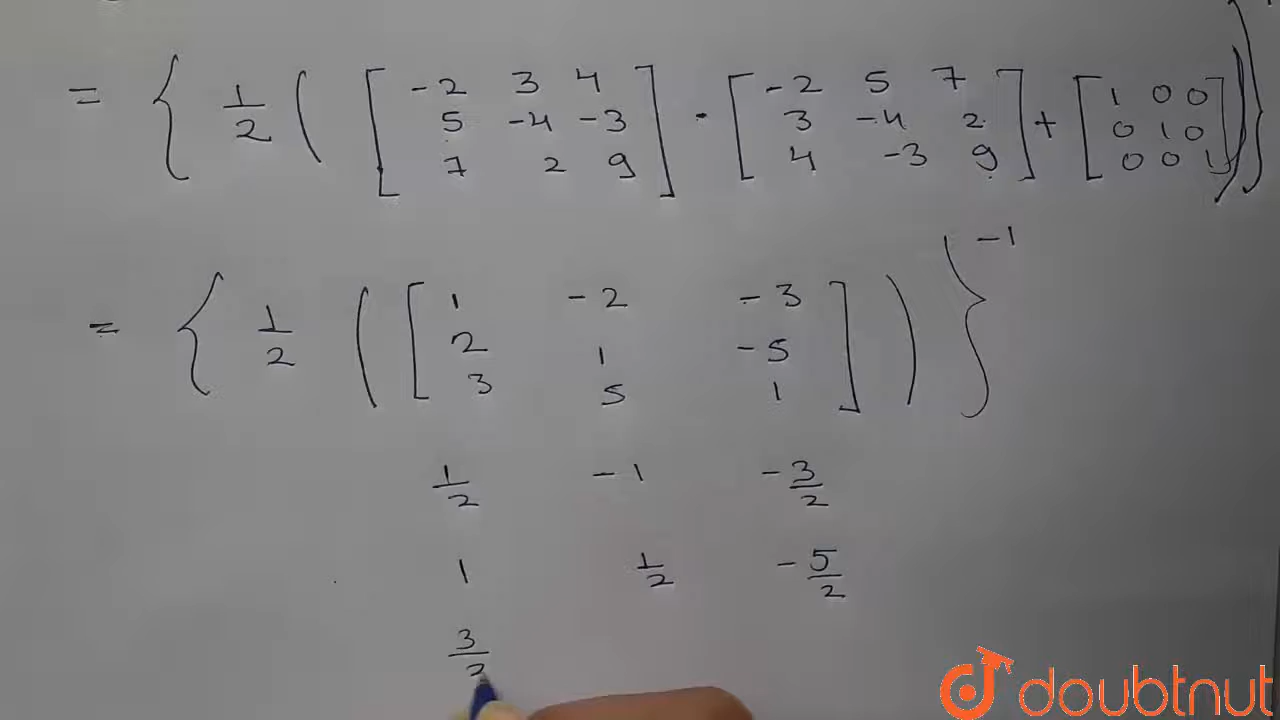 = { 1/2 ( [ -2 3 4 ] · [ -2 5 7 ] + [ 1 0 0 ] ) }
5 -4 -3 3 -4 2 0 1 0
7 2 9 4 -3 9 0 0 1
= { 1/2 ( [ 1 -2 -3 ] ) } -1
2 1 -5
3 5 1
1/2 -1 -3/2
1 1/2 -5/2
3/2
doubtnut